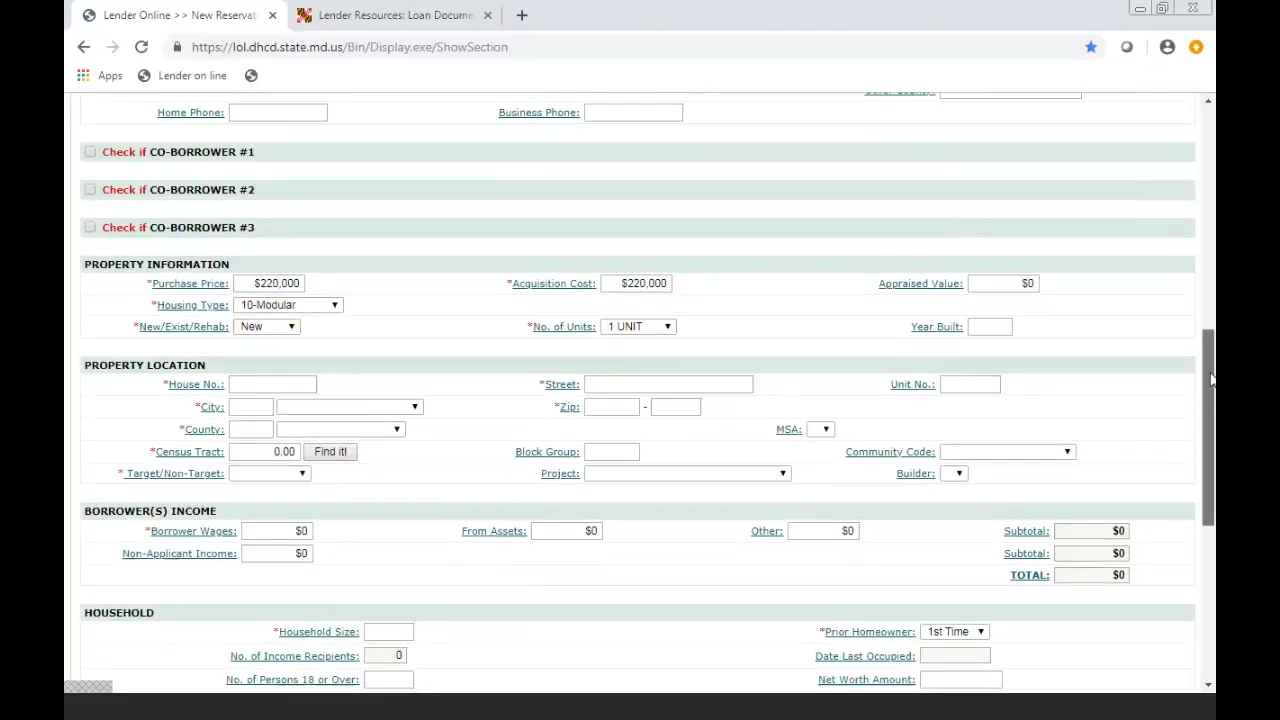 Lender Online >> New Reservat
Lender Resources: Loan Docume
https://lol.dhcd.state.md.us/Bin/Display.exe/ShowSection
Apps Lender on line
Home Phone: Business Phone:
Check if CO-BORROWER #1
Check if CO-BORROWER #2
Check if CO-BORROWER #3
PROPERTY INFORMATION
*Purchase Price: $220,000 *Acquisition Cost: $220,000 Appraised Value: $0
*Housing Type: 10-Modular
*New/Exist/Rehab: New *No. of Units: 1 UNIT Year Built:
PROPERTY LOCATION
*House No.: *Street: Unit No.:
*City: *Zip: -
*County: MSA:
*Census Tract: 0.00 Find it! Block Group: Community Code:
* Target/Non-Target: Project: Builder:
BORROWER(S) INCOME
*Borrower Wages: $0 From Assets: $0 Other: $0 Subtotal: $0
Non-Applicant Income: $0 Subtotal: $0
TOTAL: $0
HOUSEHOLD
*Household Size: *Prior Homeowner: 1st Time
No. of Income Recipients: 0 Date Last Occupied:
No. of Persons 18 or Over: Net Worth Amount: